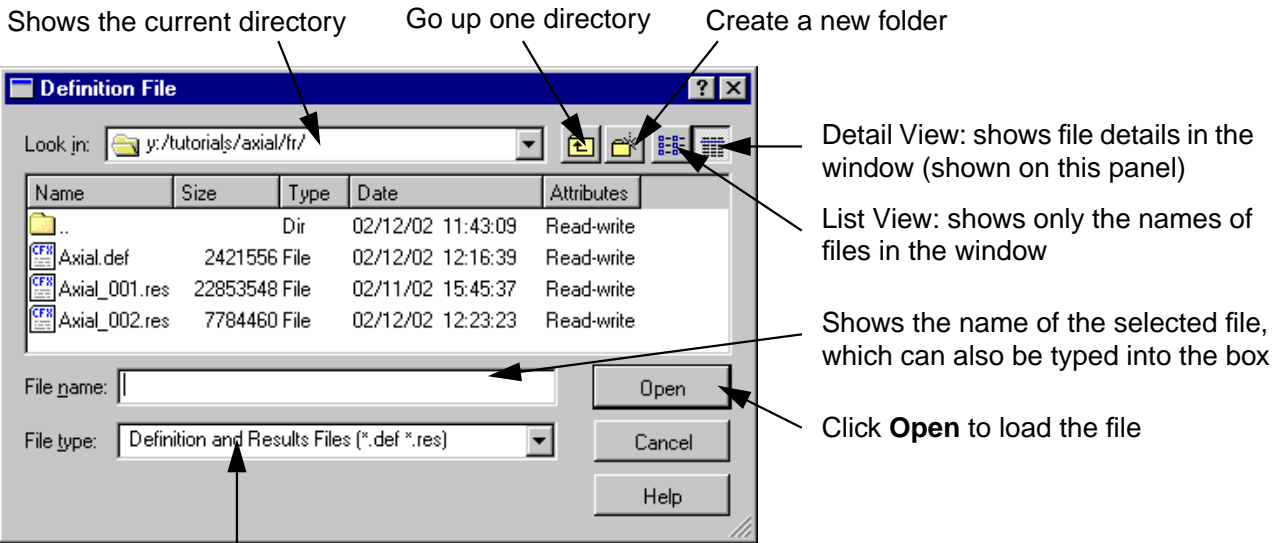 Shows the current directory
Go up one directory
Create a new folder
Definition File
Look in: y:/tutorials/axial/fr/
Name Size Type Date Attributes
.. Dir 02/12/02 11:43:09 Read-write
Axial.def 2421556 File 02/12/02 12:16:39 Read-write
Axial_001.res 22853548 File 02/11/02 15:45:37 Read-write
Axial_002.res 7784460 File 02/12/02 12:23:23 Read-write
File name:
Open
File type: Definition and Results Files (*.def *.res)
Cancel
Help
Detail View: shows file details in the
window (shown on this panel)
List View: shows only the names of
files in the window
Shows the name of the selected file,
which can also be typed into the box
Click Open to load the file